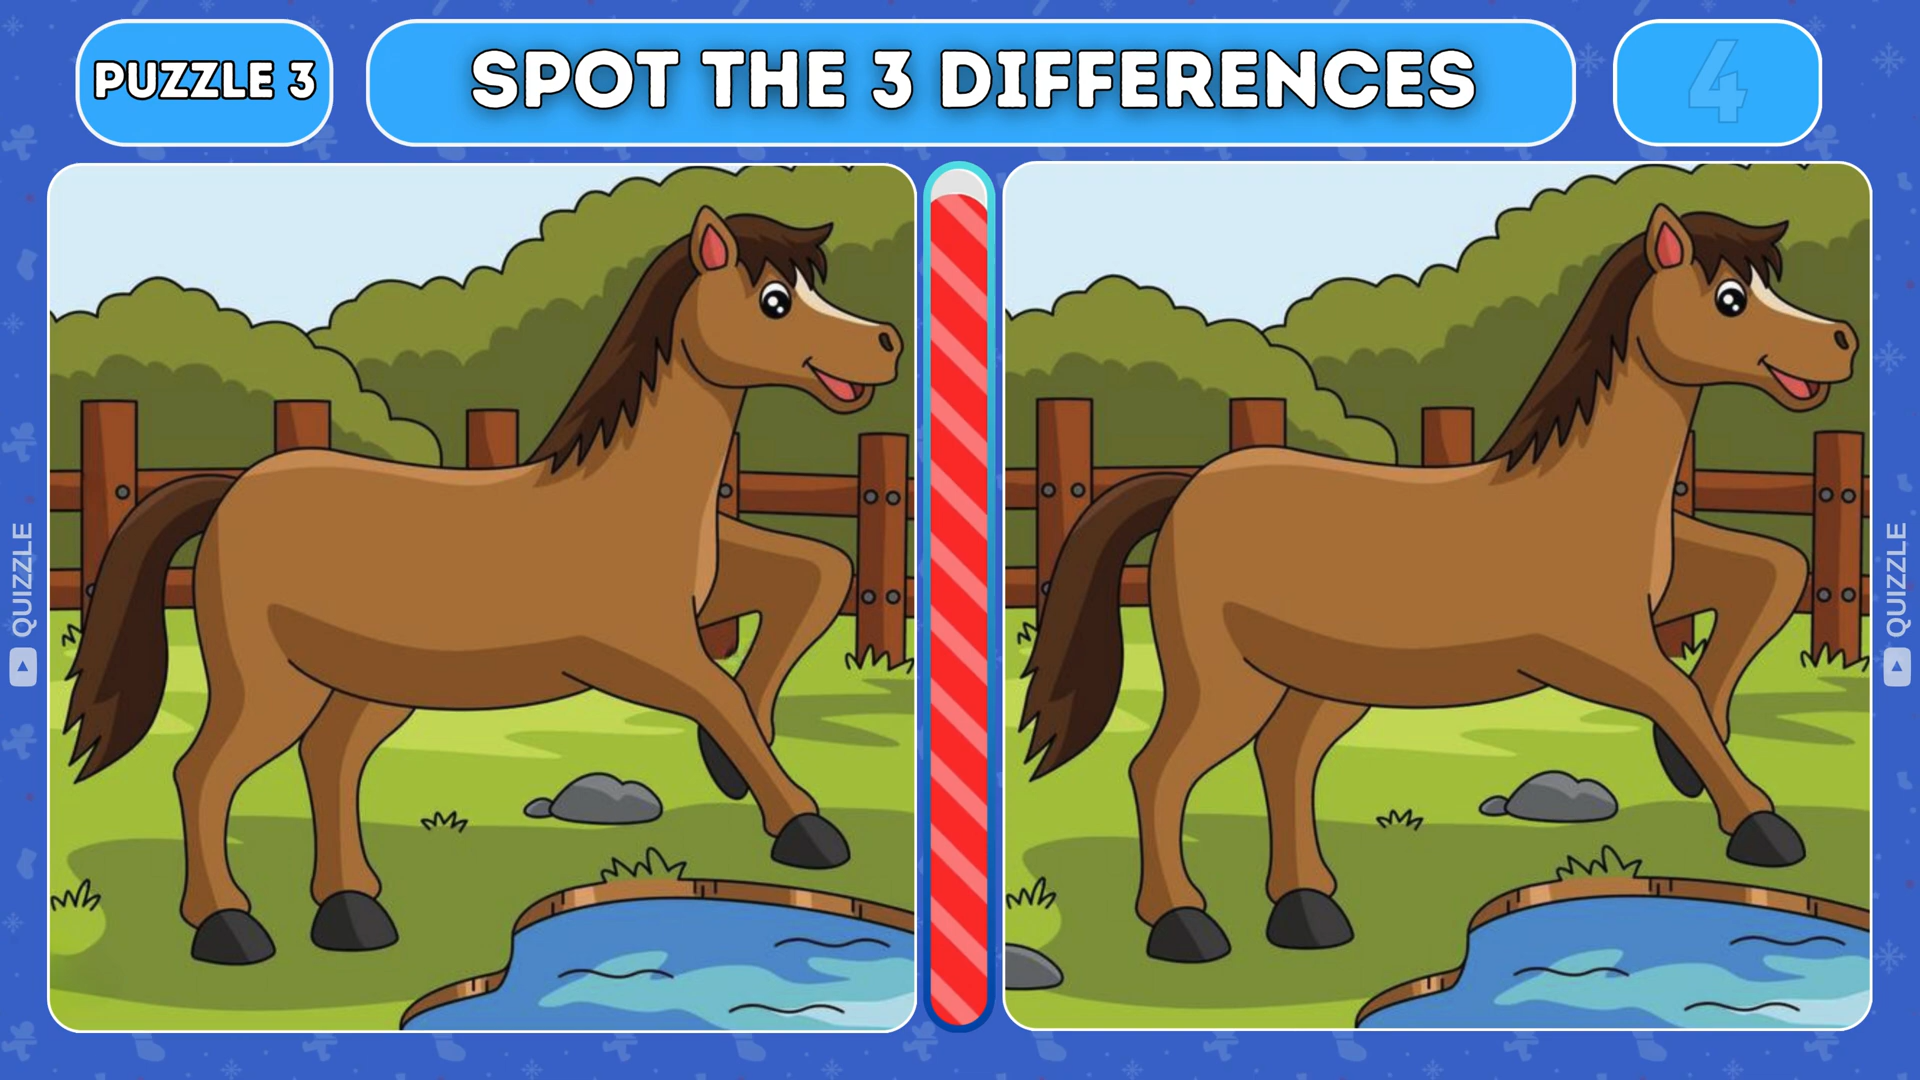 PUZZLE 3
SPOT THE 3 DIFFERENCES
4
QUIZZLE
QUIZZLE